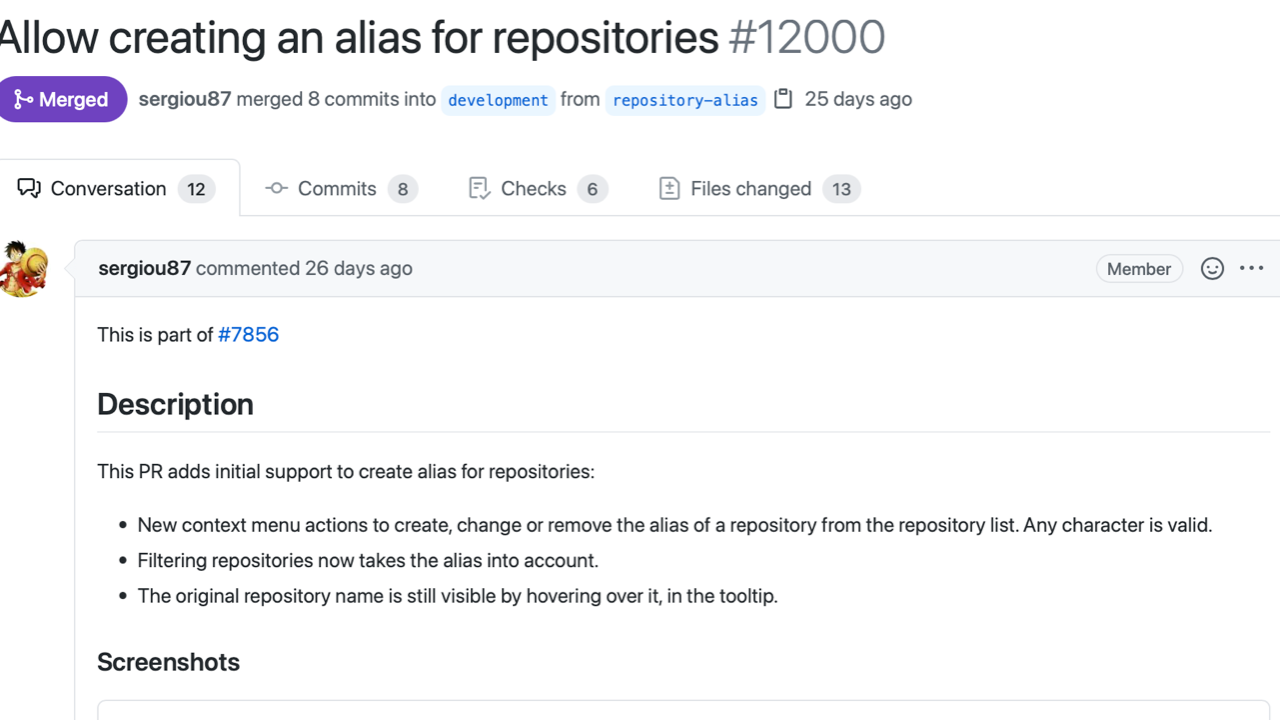 Allow creating an alias for repositories #12000
Merged sergiou87 merged 8 commits into development from repository-alias 25 days ago
Conversation 12 Commits 8 Checks 6 Files changed 13
sergiou87 commented 26 days ago Member
This is part of #7856
Description
This PR adds initial support to create alias for repositories:
• New context menu actions to create, change or remove the alias of a repository from the repository list. Any character is valid.
• Filtering repositories now takes the alias into account.
• The original repository name is still visible by hovering over it, in the tooltip.
Screenshots